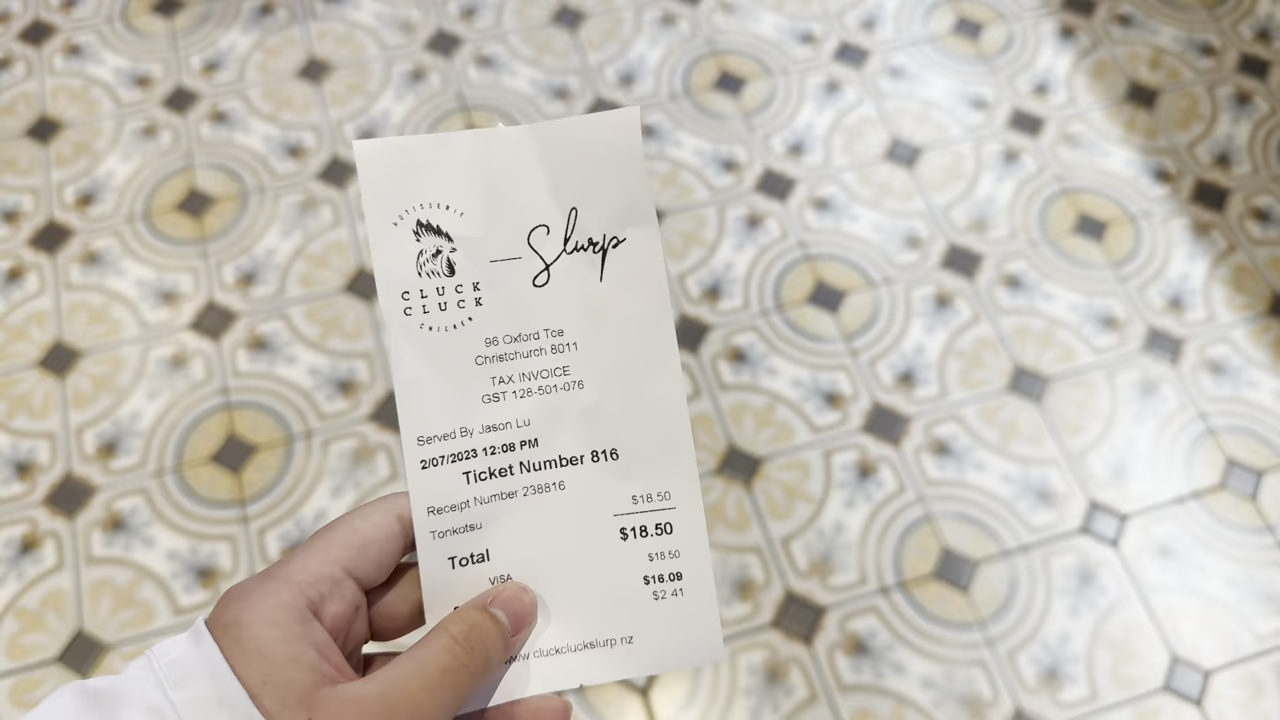 ROTISSERIE
CLUCK
CLUCK
CHICKEN
— Slurp
96 Oxford Tce
Christchurch 8011
TAX INVOICE
GST 128-501-076
Served By Jason Lu
2/07/2023 12:08 PM
Ticket Number 816
Receipt Number 238816
Tonkotsu $18.50
Total $18.50
VISA $18.50
$16.09
$2.41
www.cluckcluckslurp.nz